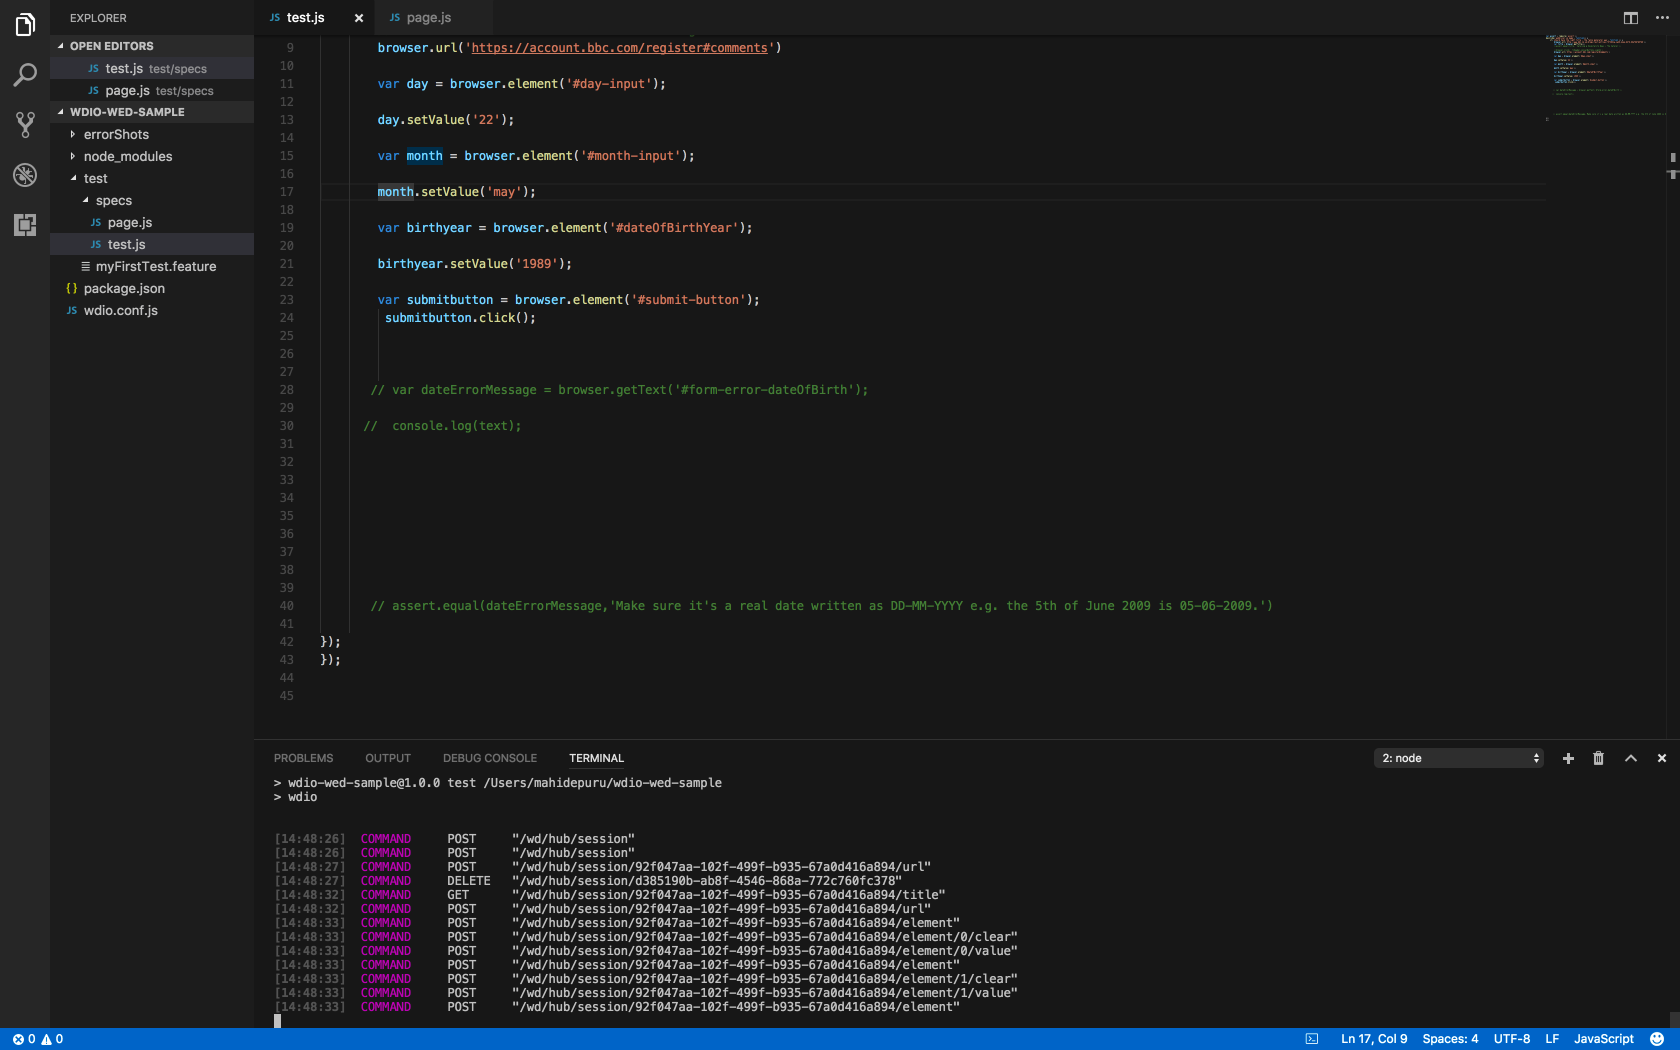 EXPLORER
OPEN EDITORS
JS test.js test/specs
JS page.js test/specs
WDIO-WED-SAMPLE
errorShots
node_modules
test
specs
JS page.js
JS test.js
myFirstTest.feature
{} package.json
JS wdio.conf.js
JS test.js ×
JS page.js
9 browser.url('https://account.bbc.com/register#comments')
10
11 var day = browser.element('#day-input');
12
13 day.setValue('22');
14
15 var month = browser.element('#month-input');
16
17 month.setValue('may');
18
19 var birthyear = browser.element('#dateOfBirthYear');
20
21 birthyear.setValue('1989');
22
23 var submitbutton = browser.element('#submit-button');
24 submitbutton.click();
25
26
27
28 // var dateErrorMessage = browser.getText('#form-error-dateOfBirth');
29
30 //  console.log(text);
31
32
33
34
35
36
37
38
39
40 // assert.equal(dateErrorMessage,'Make sure it's a real date written as DD-MM-YYYY e.g. the 5th of June 2009 is 05-06-2009.')
41
42 });
43 });
44
45
PROBLEMS OUTPUT DEBUG CONSOLE TERMINAL 2: node
> wdio-wed-sample@1.0.0 test /Users/mahidepuru/wdio-wed-sample
> wdio
[14:48:26] COMMAND POST "/wd/hub/session"
[14:48:26] COMMAND POST "/wd/hub/session"
[14:48:27] COMMAND POST "/wd/hub/session/92f047aa-102f-499f-b935-67a0d416a894/url"
[14:48:27] COMMAND DELETE "/wd/hub/session/d385190b-ab8f-4546-868a-772c760fc378"
[14:48:32] COMMAND GET "/wd/hub/session/92f047aa-102f-499f-b935-67a0d416a894/title"
[14:48:32] COMMAND POST "/wd/hub/session/92f047aa-102f-499f-b935-67a0d416a894/url"
[14:48:33] COMMAND POST "/wd/hub/session/92f047aa-102f-499f-b935-67a0d416a894/element"
[14:48:33] COMMAND POST "/wd/hub/session/92f047aa-102f-499f-b935-67a0d416a894/element/0/clear"
[14:48:33] COMMAND POST "/wd/hub/session/92f047aa-102f-499f-b935-67a0d416a894/element/0/value"
[14:48:33] COMMAND POST "/wd/hub/session/92f047aa-102f-499f-b935-67a0d416a894/element"
[14:48:33] COMMAND POST "/wd/hub/session/92f047aa-102f-499f-b935-67a0d416a894/element/1/clear"
[14:48:33] COMMAND POST "/wd/hub/session/92f047aa-102f-499f-b935-67a0d416a894/element/1/value"
[14:48:33] COMMAND POST "/wd/hub/session/92f047aa-102f-499f-b935-67a0d416a894/element"
0 0 Ln 17, Col 9 Spaces: 4 UTF-8 LF JavaScript